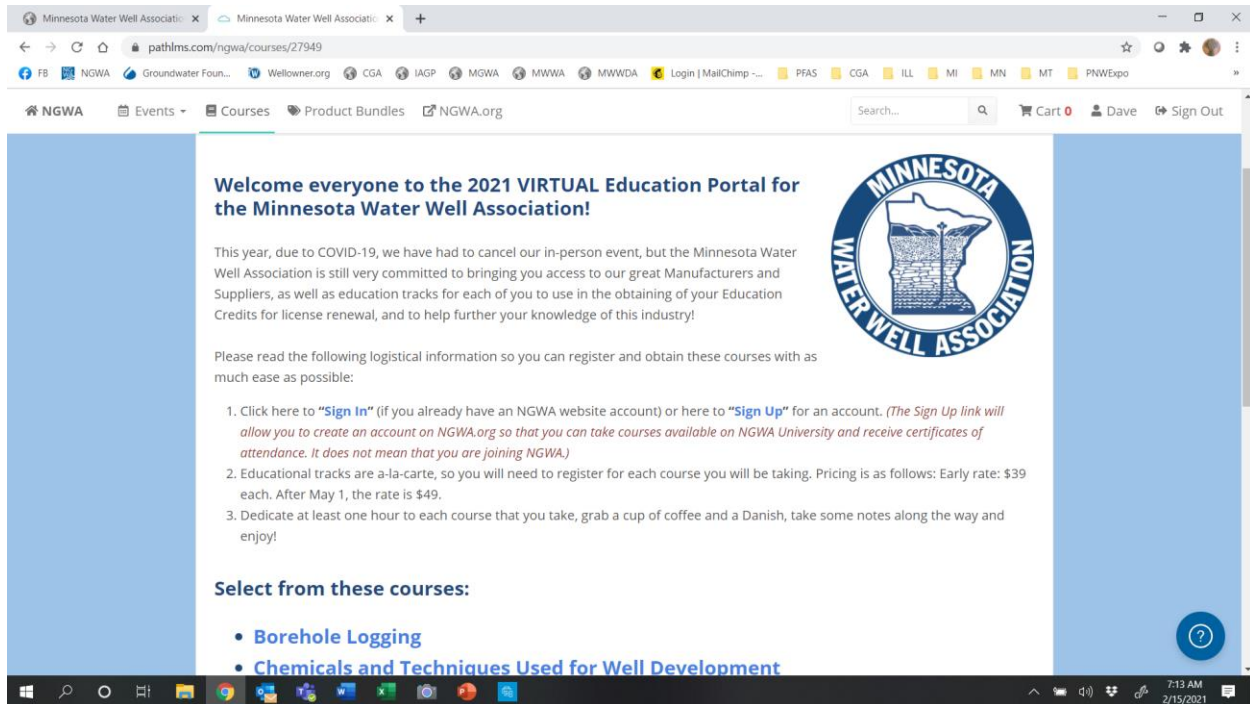 Minnesota Water Well Associatio
Minnesota Water Well Associatio
pathlms.com/ngwa/courses/27949
FB NGWA Groundwater Foun... Wellowner.org CGA IAGP MGWA MWWA MWWDA Login | MailChimp -... PFAS CGA ILL MI MN MT PNWExpo »
NGWA Events Courses Product Bundles NGWA.org Search... Cart 0 Dave Sign Out
Welcome everyone to the 2021 VIRTUAL Education Portal for
the Minnesota Water Well Association!
MINNESOTA
WATER WELL ASSOCIATION
This year, due to COVID-19, we have had to cancel our in-person event, but the Minnesota Water
Well Association is still very committed to bringing you access to our great Manufacturers and
Suppliers, as well as education tracks for each of you to use in the obtaining of your Education
Credits for license renewal, and to help further your knowledge of this industry!
Please read the following logistical information so you can register and obtain these courses with as
much ease as possible:
1. Click here to "Sign In" (if you already have an NGWA website account) or here to "Sign Up" for an account. (The Sign Up link will
allow you to create an account on NGWA.org so that you can take courses available on NGWA University and receive certificates of
attendance. It does not mean that you are joining NGWA.)
2. Educational tracks are a-la-carte, so you will need to register for each course you will be taking. Pricing is as follows: Early rate: $39
each. After May 1, the rate is $49.
3. Dedicate at least one hour to each course that you take, grab a cup of coffee and a Danish, take some notes along the way and
enjoy!
Select from these courses:
• Borehole Logging
• Chemicals and Techniques Used for Well Development
7:13 AM
2/15/2021